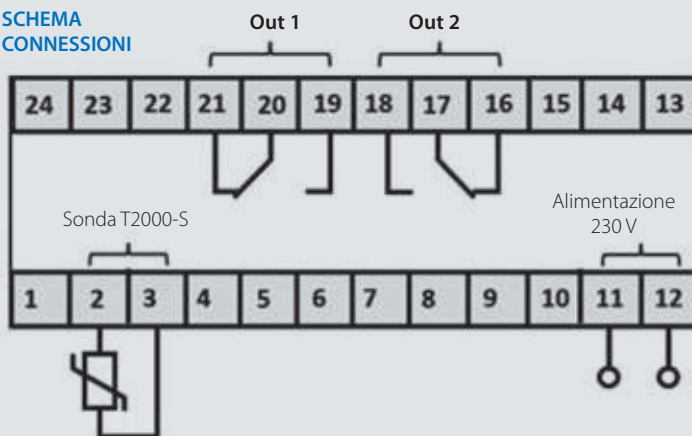 SCHEMA
CONNESSIONI
Out 1 Out 2
24 23 22 21 20 19 18 17 16 15 14 13
Sonda T2000-S
Alimentazione
230 V
1 2 3 4 5 6 7 8 9 10 11 12